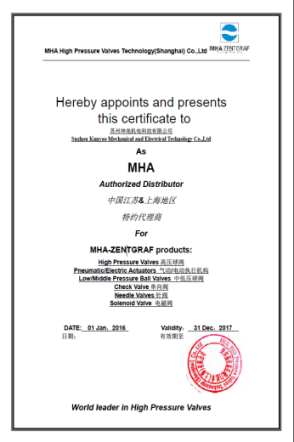 MHA ZENTGRAF
MHA High Pressure Valves Technology(Shanghai) Co.,Ltd
Hereby appoints and presents
this certificate to
苏州坤弛机电科技有限公司
Suzhou Kunyee Mechanical and Electrical Technology Co.,Ltd
As
MHA
Authorized Distributor
中国江苏&上海地区
特约代理商
For
MHA-ZENTGRAF products:
High Pressure Valves 高压球阀
Pneumatic/Electric Actuators 气动/电动执行机构
Low/Middle Pressure Ball Valves 中低压球阀
Check Valve 单向阀
Needle Valves 针阀
Solenoid Valve 电磁阀
DATE: 01 Jan, 2016 Validity: 31 Dec, 2017
日期: 有效期至
World leader in High Pressure Valves